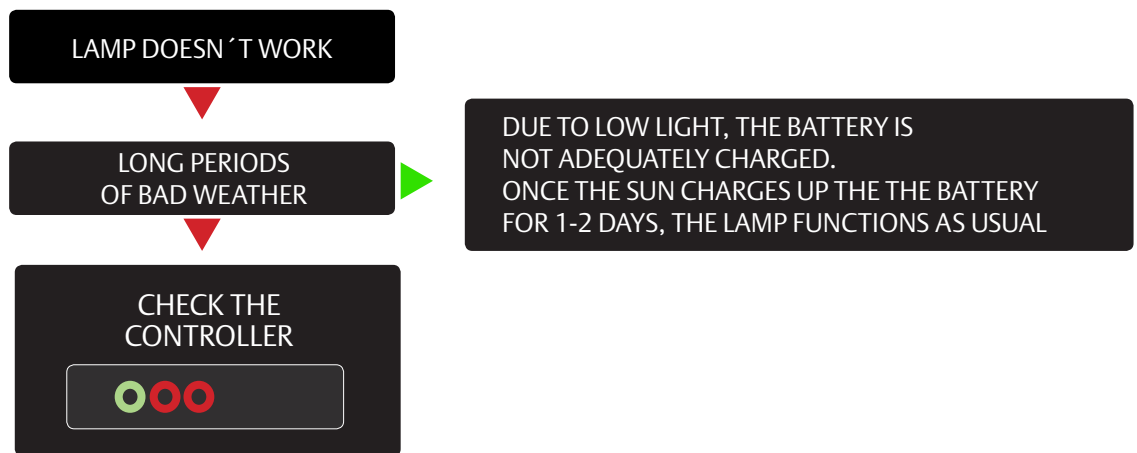 LAMP DOESN´T WORK
LONG PERIODS
OF BAD WEATHER
DUE TO LOW LIGHT, THE BATTERY IS
NOT ADEQUATELY CHARGED.
ONCE THE SUN CHARGES UP THE THE BATTERY
FOR 1-2 DAYS, THE LAMP FUNCTIONS AS USUAL
CHECK THE
CONTROLLER